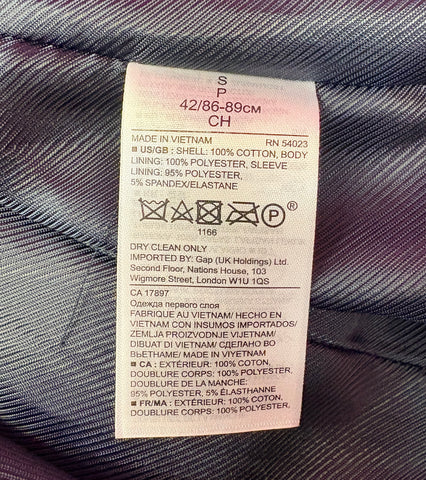 S
P
42/86-89см
CH
MADE IN VIETNAM RN 54023
■ US/GB : SHELL: 100% COTTON, BODY
LINING: 100% POLYESTER, SLEEVE
LINING: 95% POLYESTER,
5% SPANDEX/ELASTANE
P ®
1166
DRY CLEAN ONLY
IMPORTED BY: Gap (UK Holdings) Ltd.
Second Floor, Nations House, 103
Wigmore Street, London W1U 1QS
CA 17897
Одежда первого слоя
FABRIQUE AU VIETNAM/ HECHO EN
VIETNAM CON INSUMOS IMPORTADOS/
ZEMLJA PROIZVODNJE VIJETNAM/
DIBUAT DI VIETNAM/ СДЕЛАНО ВО
ВЬЕТНАМЕ/ MADE IN VIYETNAM
■ CA : EXTÉRIEUR: 100% COTON,
DOUBLURE CORPS: 100% POLYESTER,
DOUBLURE DE LA MANCHE:
95% POLYESTER, 5% ÉLASTHANNE
■ FR/MA : EXTÉRIEUR: 100% COTON,
DOUBLURE CORPS: 100% POLYESTER,